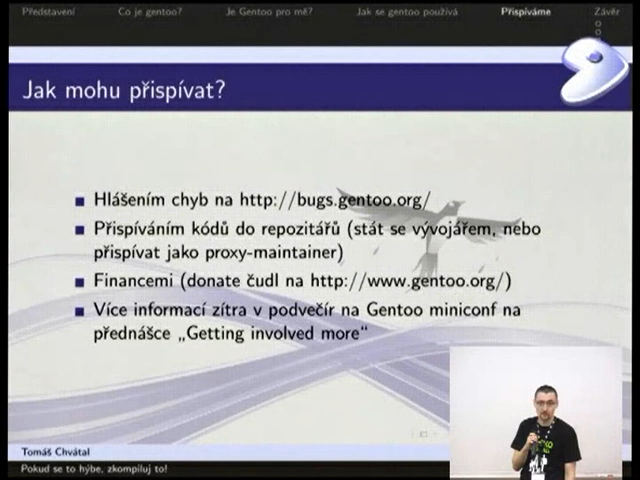 Představení Co je gentoo? Je Gentoo pro mě? Jak se gentoo používá Přispíváme Závěr
Jak mohu přispívat?
Hlášením chyb na http://bugs.gentoo.org/
Přispíváním kódů do repozitářů (stát se vývojářem, nebo
přispívat jako proxy-maintainer)
Financemi (donate čudl na http://www.gentoo.org/)
Více informací zítra v podvečír na Gentoo miniconf na
přednášce „Getting involved more“
Tomáš Chvátal
Pokud se to hýbe, zkompiluj to!